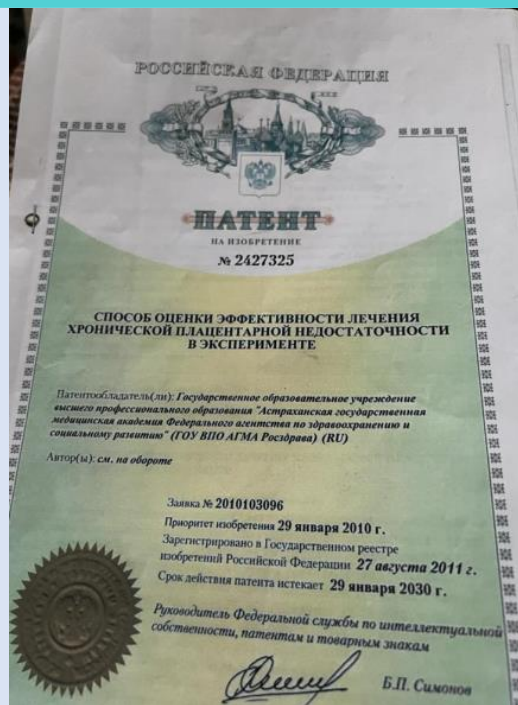 РОССИЙСКАЯ ФЕДЕРАЦИЯ
ПАТЕНТ
НА ИЗОБРЕТЕНИЕ
№ 2427325
СПОСОБ ОЦЕНКИ ЭФФЕКТИВНОСТИ ЛЕЧЕНИЯ
ХРОНИЧЕСКОЙ ПЛАЦЕНТАРНОЙ НЕДОСТАТОЧНОСТИ
В ЭКСПЕРИМЕНТЕ
Патентообладатель(ли): Государственное образовательное учреждение
высшего профессионального образования "Астраханская государственная
медицинская академия Федерального агентства по здравоохранению и
социальному развитию" (ГОУ ВПО АГМА Росздрава) (RU)
Автор(ы): см. на обороте
Заявка № 2010103096
Приоритет изобретения 29 января 2010 г.
Зарегистрировано в Государственном реестре
изобретений Российской Федерации 27 августа 2011 г.
Срок действия патента истекает 29 января 2030 г.
Руководитель Федеральной службы по интеллектуальной
собственности, патентам и товарным знакам
Б.П. Симонов